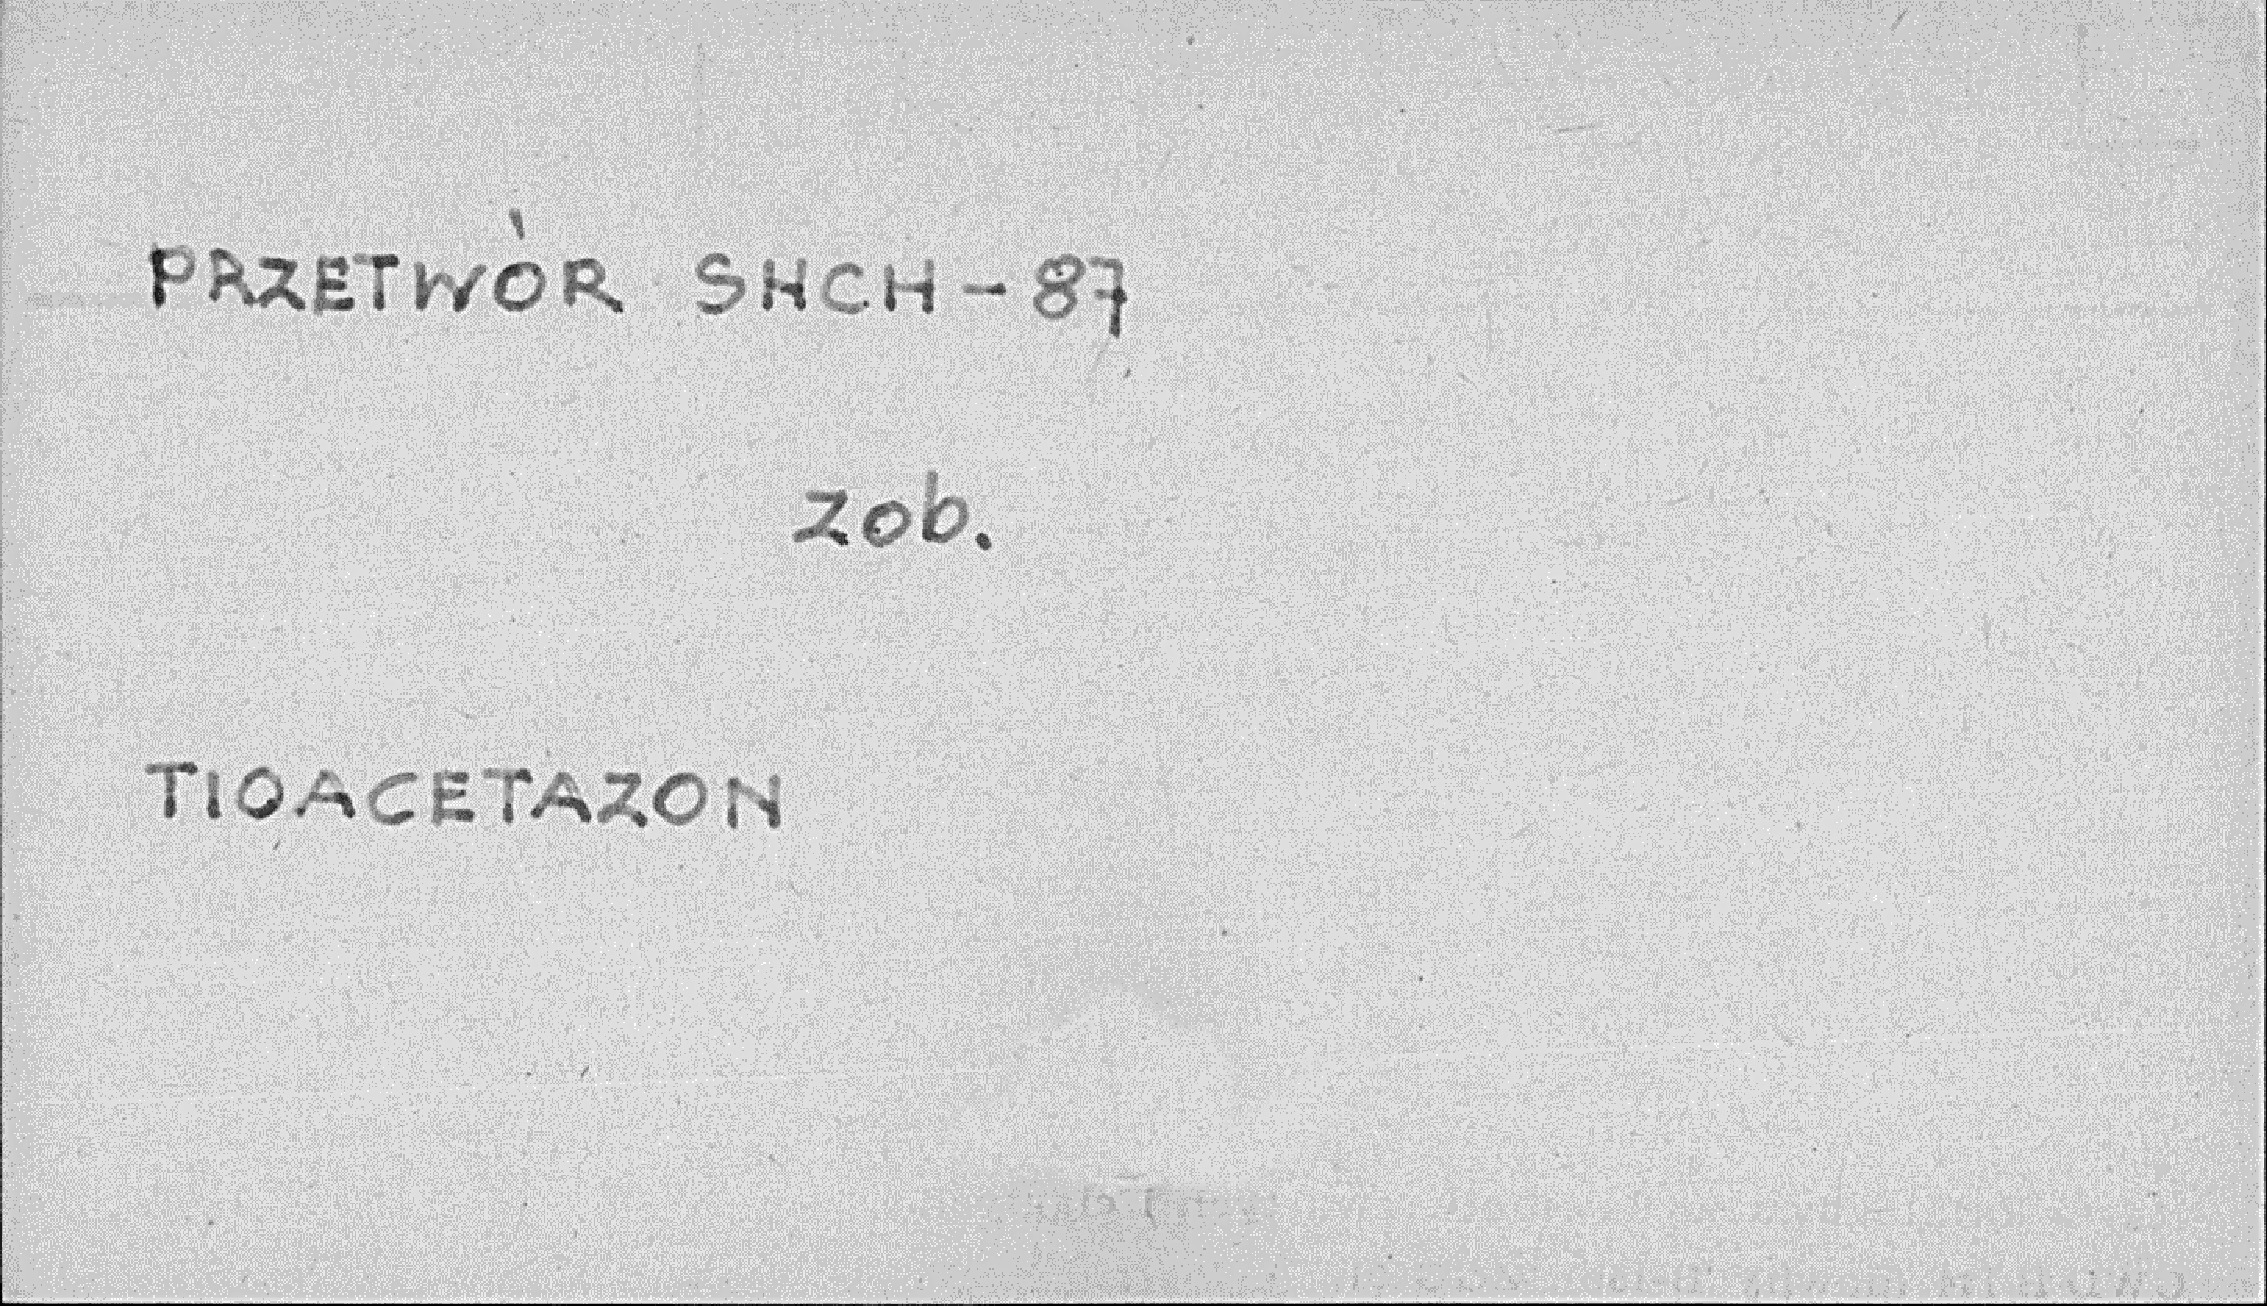 PRZETWÓR SHCH-87
zob.
TIOACETAZON